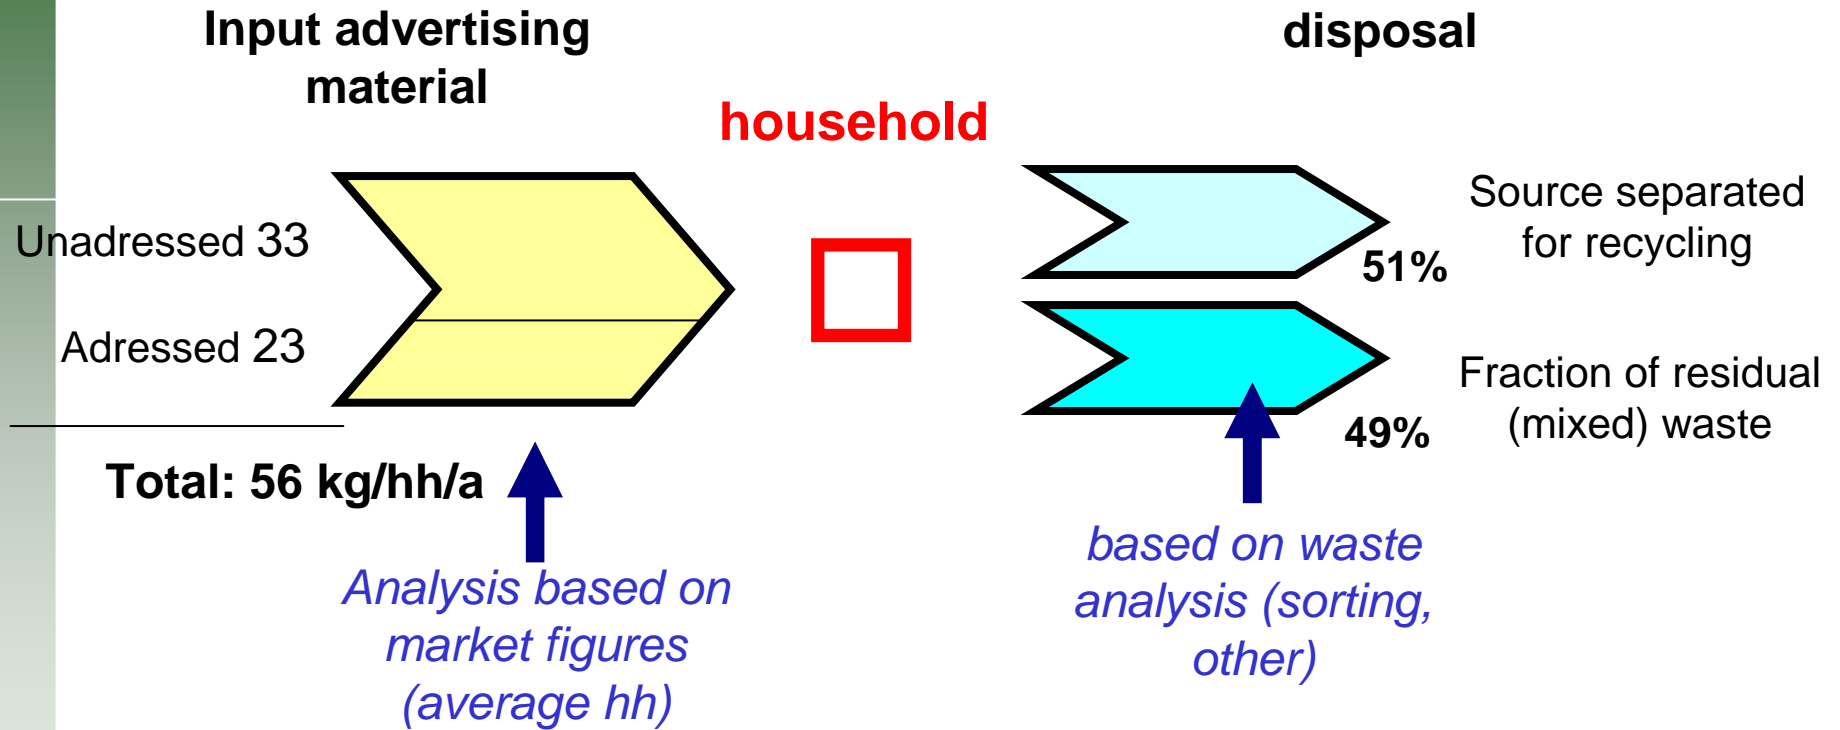 Input advertising
material
disposal
household
Unadressed 33
Adressed 23
Total: 56 kg/hh/a
Analysis based on
market figures
(average hh)
Source separated
for recycling
51%
Fraction of residual
(mixed) waste
49%
based on waste
analysis (sorting,
other)